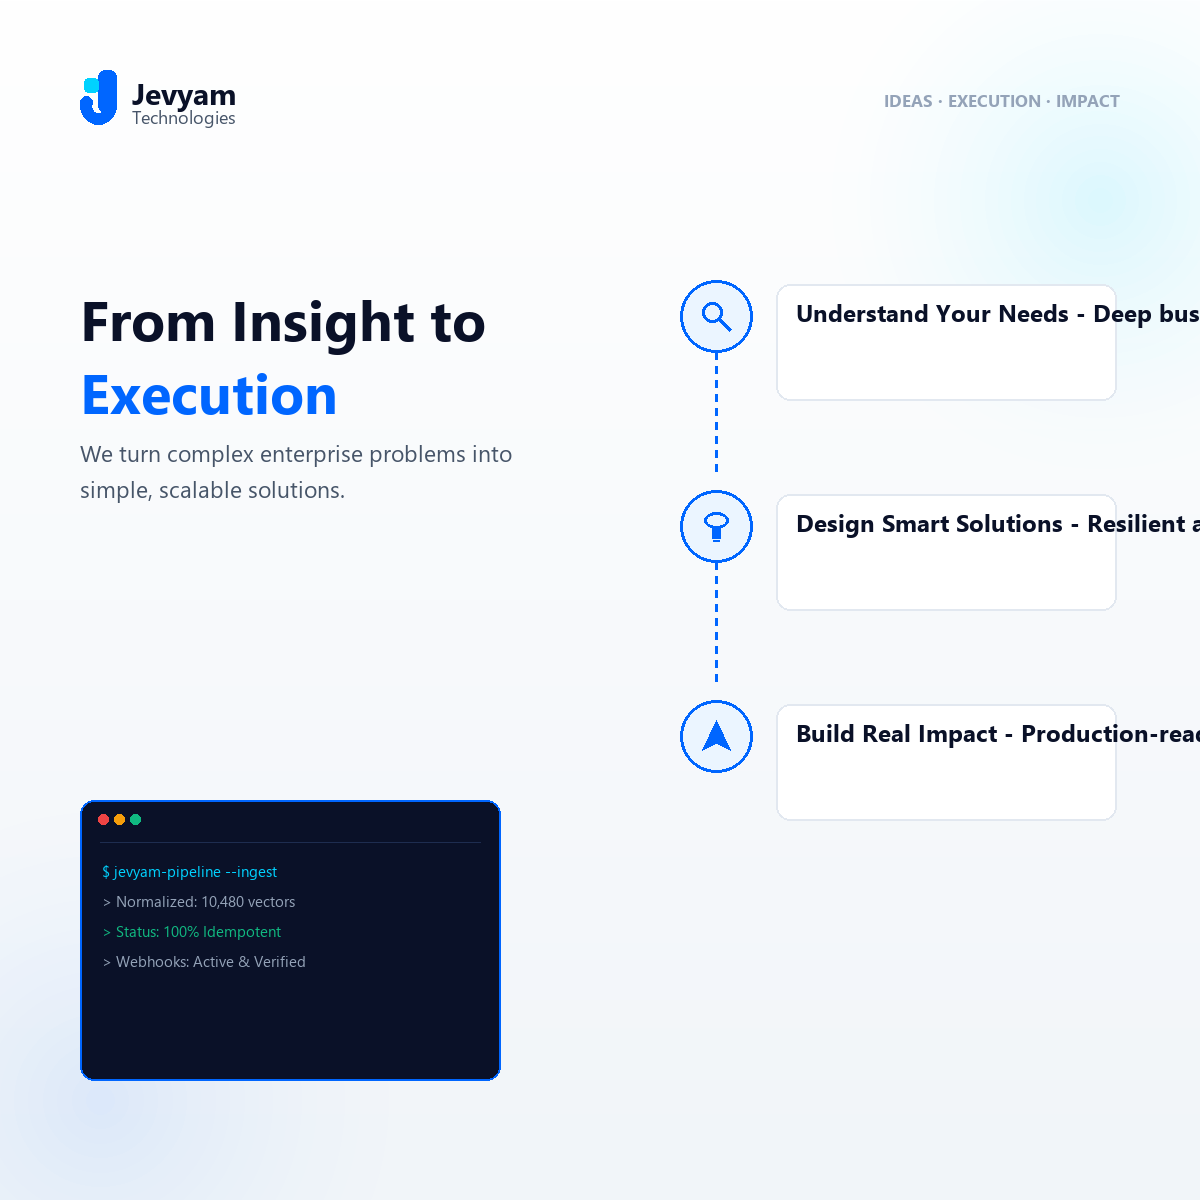 Jevyam
Technologies
IDEAS · EXECUTION · IMPACT
From Insight to
Execution
We turn complex enterprise problems into
simple, scalable solutions.
Understand Your Needs - Deep bus
Design Smart Solutions - Resilient a
Build Real Impact - Production-read
$ jevyam-pipeline --ingest
> Normalized: 10,480 vectors
> Status: 100% Idempotent
> Webhooks: Active & Verified